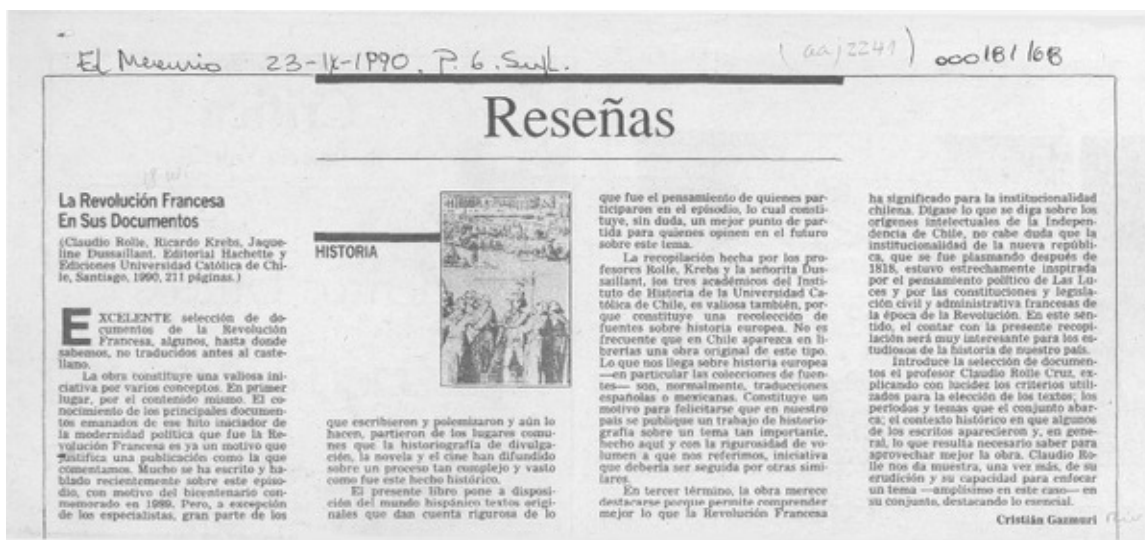 El Mercurio 23-IX-1990. P. 6. Supl.
(aaj2241) 000181168
Reseñas
La Revolución Francesa
En Sus Documentos
(Claudio Rolle, Ricardo Krebs, Jaque-
line Dussaillant, Editorial Hachette y
Ediciones Universidad Católica de Chi-
le, Santiago, 1990, 211 páginas.)
EXCELENTE selección de do-
cumentos de la Revolución
Francesa, algunos, hasta donde
sabemos, no traducidos antes al caste-
llano.
La obra constituye una valiosa ini-
ciativa por varios conceptos. En primer
lugar, por el contenido mismo. El co-
nocimiento de los principales documen-
tos emanados de ese hito iniciador de
la modernidad política que fue la Re-
volución Francesa es ya un motivo que
justifica una publicación como la que
comentamos. Mucho se ha escrito y ha-
blado recientemente sobre este episo-
dio, con motivo del bicentenario con-
memorado en 1989. Pero, a excepción
de los especialistas, gran parte de los
HISTORIA
que escribieron y polemizaron y aún lo
hacen, partieron de los lugares comu-
nes que la historiografía de divulga-
ción, la novela y el cine han difundido
sobre un proceso tan complejo y vasto
como fue este hecho histórico.
El presente libro pone a disposi-
ción del mundo hispánico textos origi-
nales que dan cuenta rigurosa de lo
que fue el pensamiento de quienes par-
ticiparon en el episodio, lo cual consti-
tuye, sin duda, un mejor punto de par-
tida para quienes opinen en el futuro
sobre este tema.
La recopilación hecha por los pro-
fesores Rolle, Krebs y la señorita Dus-
saillant, los tres académicos del Insti-
tuto de Historia de la Universidad Ca-
tólica de Chile, es valiosa también, por-
que constituye una recolección de
fuentes sobre historia europea. No es
frecuente que en Chile aparezca en li-
brerías una obra original de este tipo.
Lo que nos llega sobre historia europea
—en particular las colecciones de fuen-
tes— son, normalmente, traducciones
españolas o mexicanas. Constituye un
motivo para felicitarse que en nuestro
país se publique un trabajo de historio-
grafía sobre un tema tan importante,
hecho aquí y con la rigurosidad de vo-
lumen a que nos referimos, iniciativa
que debería ser seguida por otras simi-
lares.
En tercer término, la obra merece
destacarse porque permite comprender
mejor lo que la Revolución Francesa
ha significado para la institucionalidad
chilena. Dígase lo que se diga sobre los
orígenes intelectuales de la Indepen-
dencia de Chile, no cabe duda que la
institucionalidad de la nueva repúbli-
ca, que se fue plasmando después de
1818, estuvo estrechamente inspirada
por el pensamiento político de Las Lu-
ces y por las constituciones y legisla-
ción civil y administrativa francesas de
la época de la Revolución. En este sen-
tido, el contar con la presente recopi-
lación será muy interesante para los es-
tudiosos de la historia de nuestro país.
Introduce la selección de documen-
tos el profesor Claudio Rolle Cruz, ex-
plicando con lucidez los criterios utili-
zados para la elección de los textos; los
períodos y temas que el conjunto abar-
ca; el contexto histórico en que algunos
de los escritos aparecieron y, en gene-
ral, lo que resulta necesario saber para
aprovechar mejor la obra. Claudio Ro-
lle nos da muestra, una vez más, de su
erudición y su capacidad para enfocar
un tema —amplísimo en este caso— en
su conjunto, destacando lo esencial.
Cristián Gazmuri